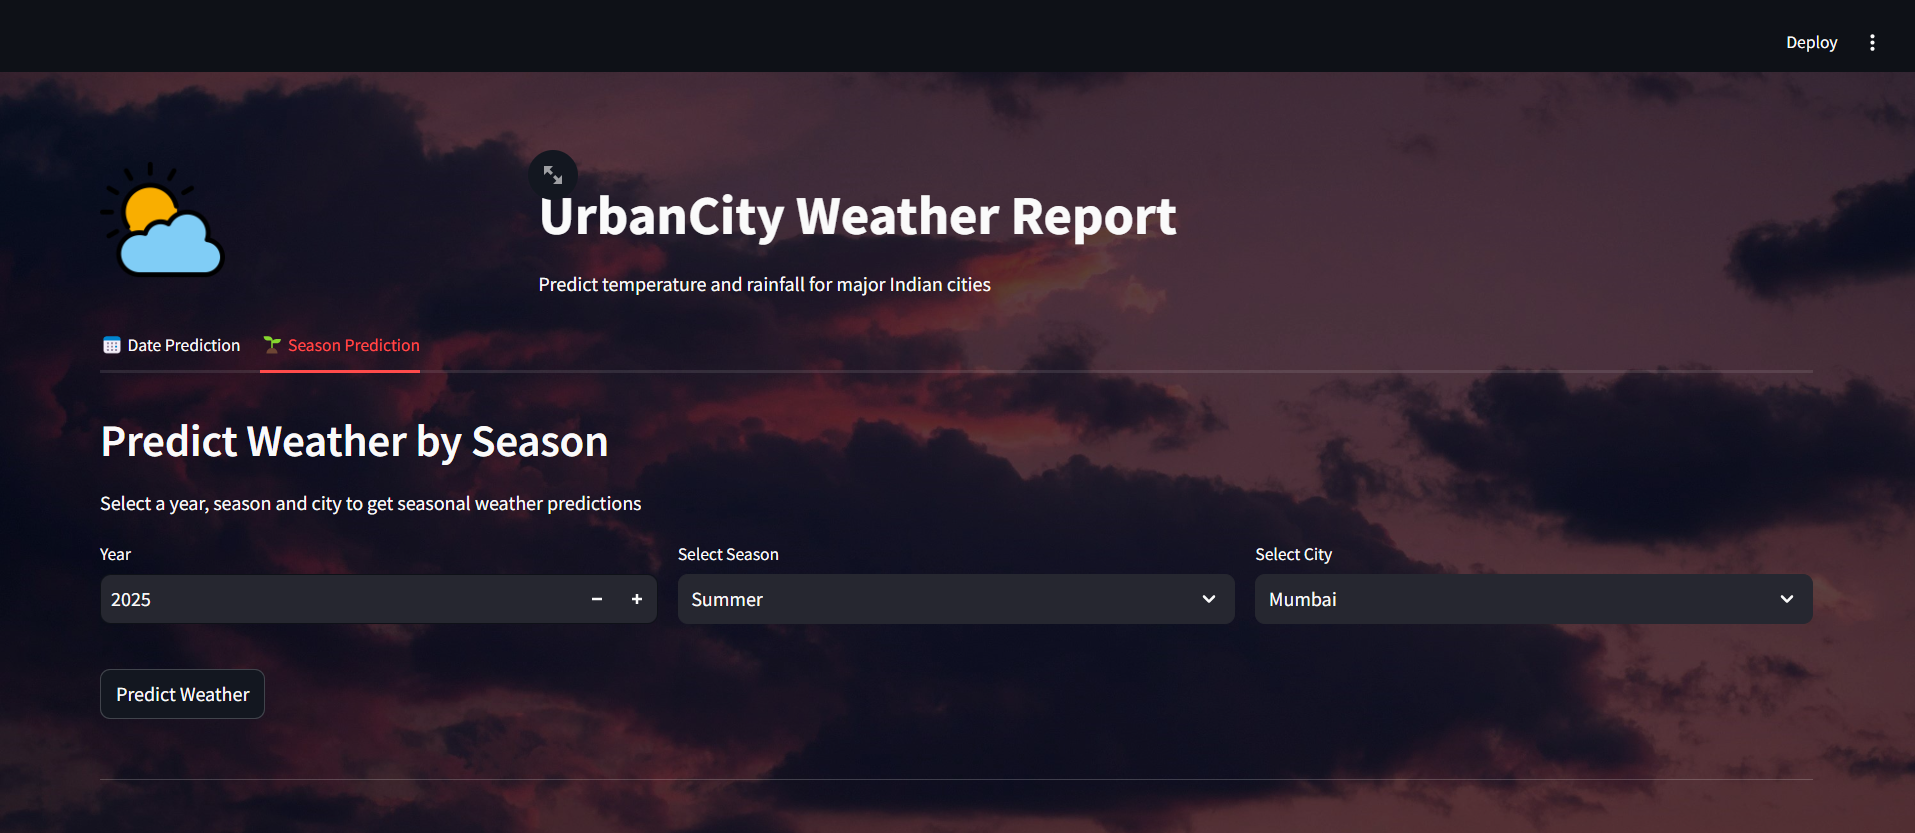 Deploy
UrbanCity Weather Report
Predict temperature and rainfall for major Indian cities
Date Prediction
Season Prediction
Predict Weather by Season
Select a year, season and city to get seasonal weather predictions
Year
Select Season
Select City
2025
Summer
Mumbai
Predict Weather